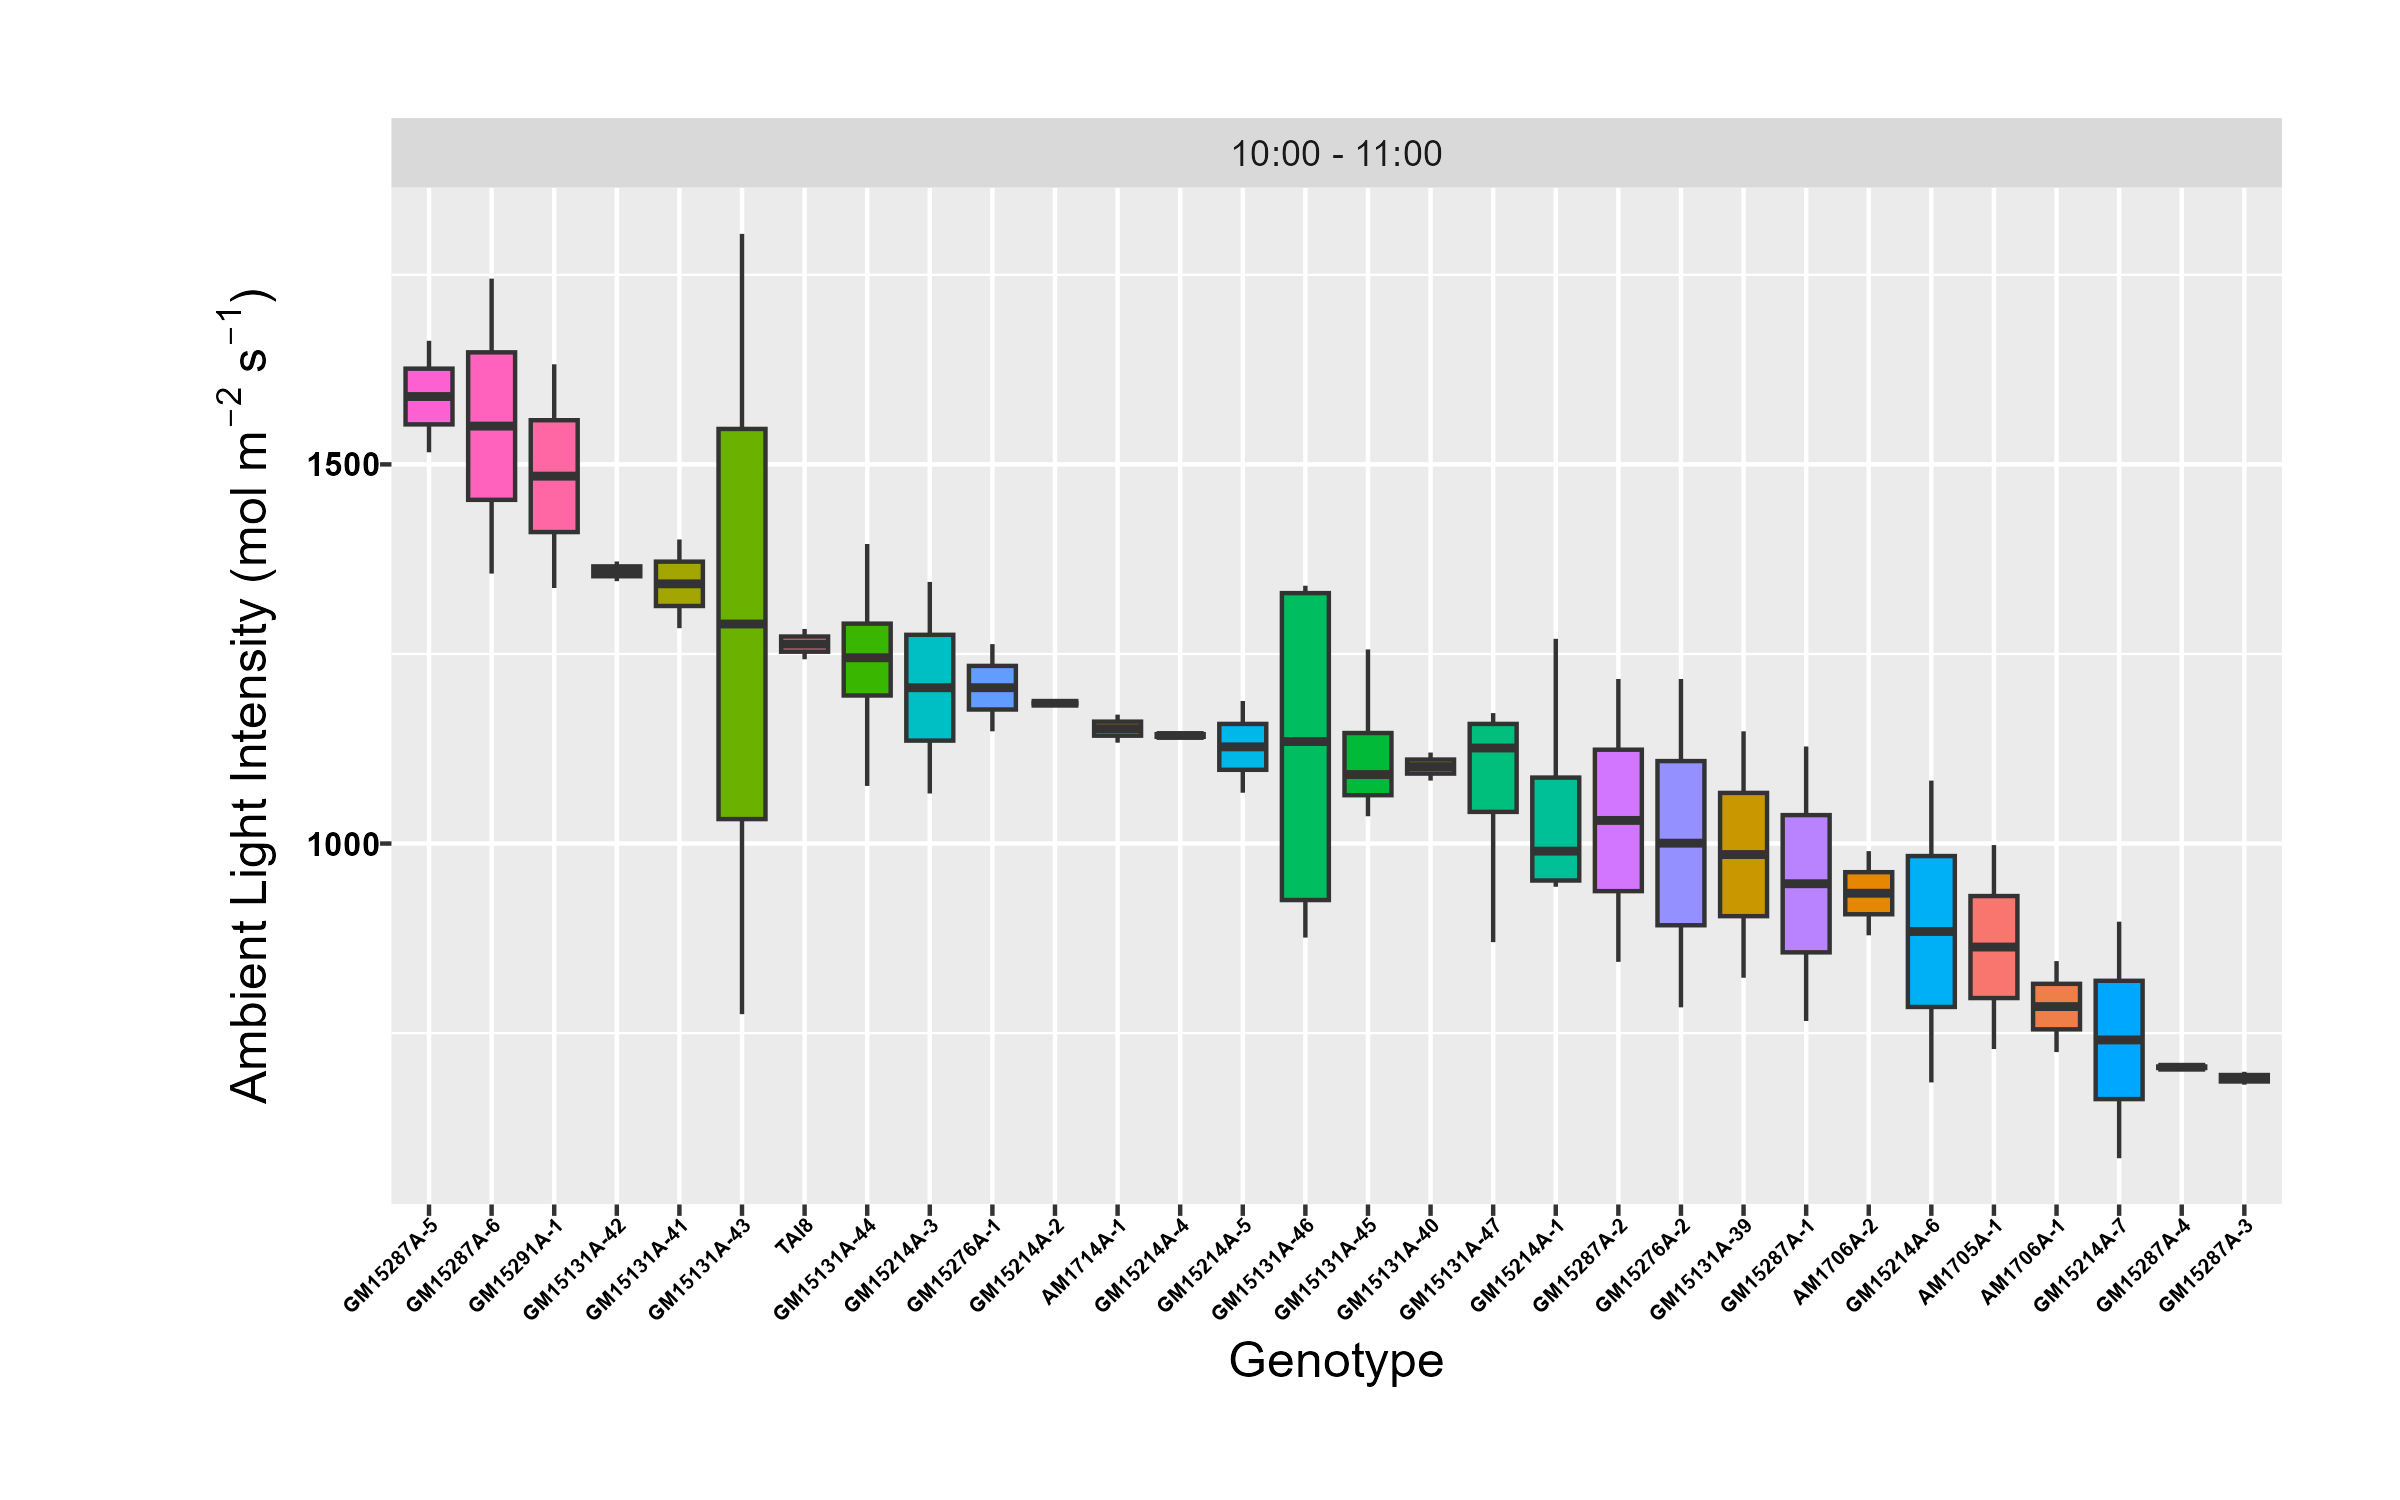 10:00 - 11:00
Ambient Light Intensity (mol m⁻² s⁻¹)
1500
1000
GM15287A-5
GM15287A-6
GM15291A-1
GM15131A-42
GM15131A-41
GM15131A-43
TAI8
GM15131A-44
GM15214A-3
GM15276A-1
GM15214A-2
AM1714A-1
GM15214A-4
GM15214A-5
GM15131A-46
GM15131A-45
GM15131A-40
GM15131A-47
GM15214A-1
GM15287A-2
GM15276A-2
GM15131A-39
GM15287A-1
AM1706A-2
GM15214A-6
AM1705A-1
AM1706A-1
GM15214A-7
GM15287A-4
GM15287A-3
Genotype